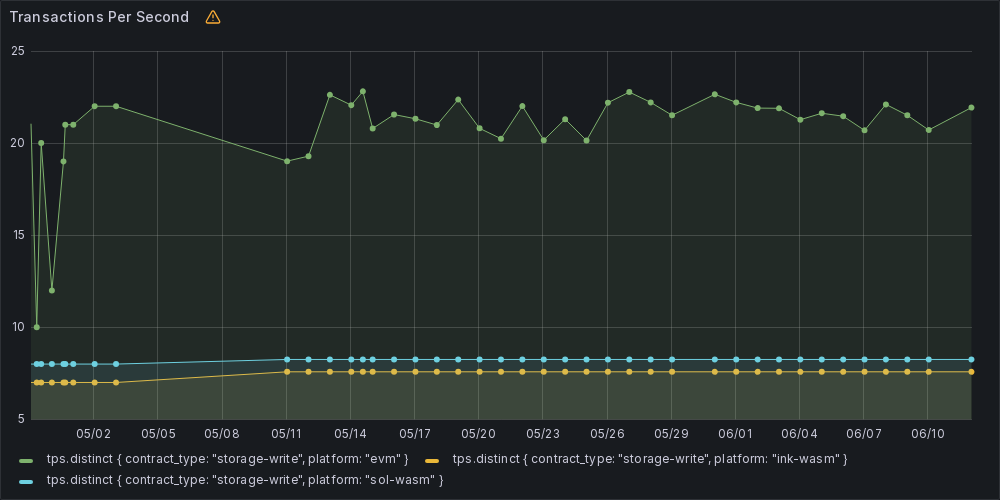 Transactions Per Second
25
20
15
10
5
05/02 05/05 05/08 05/11 05/14 05/17 05/20 05/23 05/26 05/29 06/01 06/04 06/07 06/10
tps.distinct { contract_type: "storage-write", platform: "evm" } tps.distinct { contract_type: "storage-write", platform: "ink-wasm" }
tps.distinct { contract_type: "storage-write", platform: "sol-wasm" }